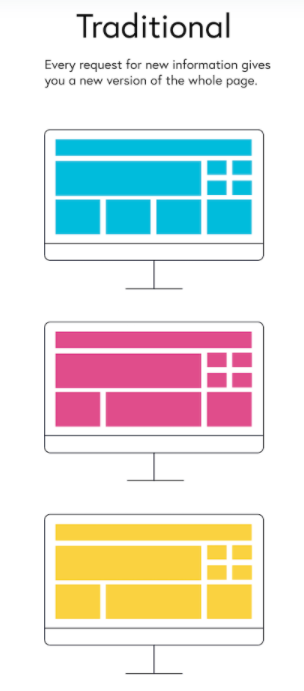 Traditional
Every request for new information gives
you a new version of the whole page.